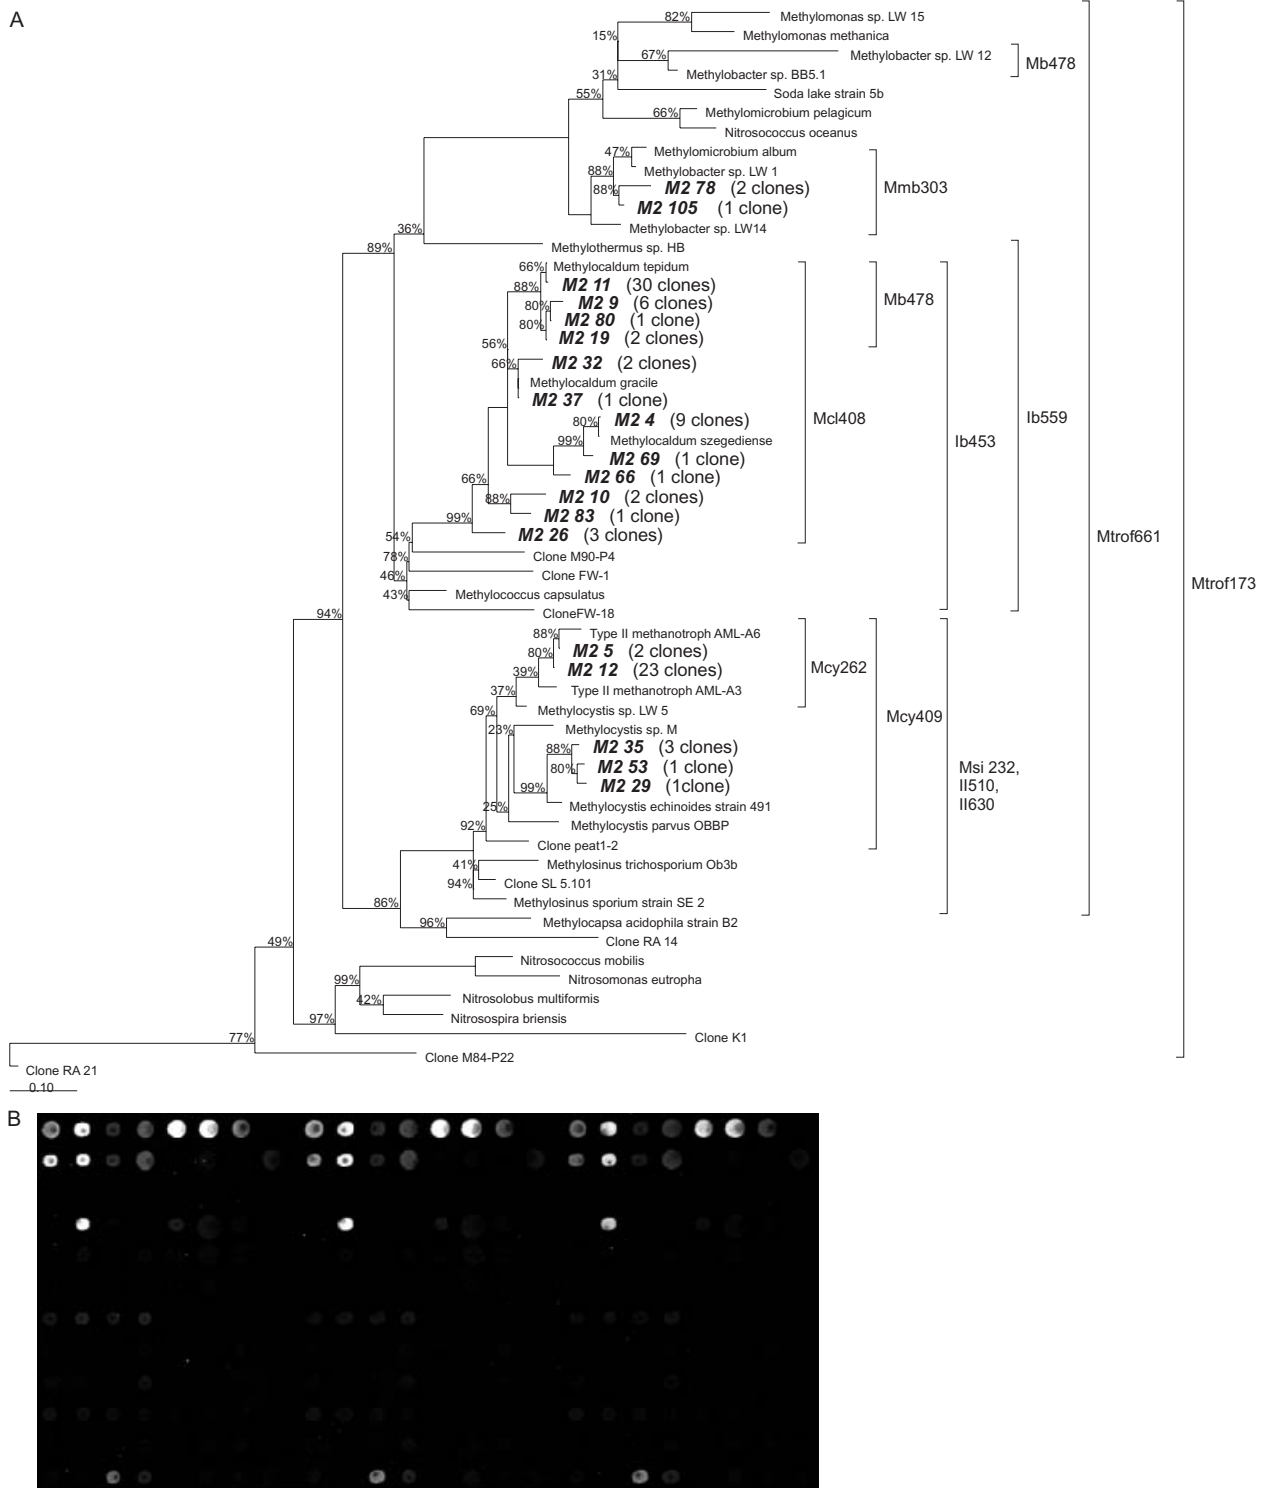 A
82%
Methylomonas sp. LW 15
15%
Methylomonas methanica
67%
Methylobacter sp. LW 12
Mb478
31%
Methylobacter sp. BB5.1
55%
Soda lake strain 5b
66%
Methylomicrobium pelagicum
Nitrosococcus oceanus
47%
Methylomicrobium album
88%
Methylobacter sp. LW 1
88%
M2 78 (2 clones)
Mmb303
M2 105 (1 clone)
36%
Methylobacter sp. LW14
89%
Methylothermus sp. HB
66%
Methylocaldum tepidum
88%
M2 11 (30 clones)
80%
M2 9 (6 clones)
Mb478
80%
M2 80 (1 clone)
M2 19 (2 clones)
56%
66%
M2 32 (2 clones)
Methylocaldum gracile
M2 37 (1 clone)
80%
M2 4 (9 clones)
Mcl408
Ib559
99%
Methylocaldum szegediense
Ib453
M2 69 (1 clone)
66%
M2 66 (1 clone)
88%
M2 10 (2 clones)
99%
M2 83 (1 clone)
54%
M2 26 (3 clones)
Mtrof661
78%
Clone M90-P4
46%
Clone FW-1
Mtrof173
43%
Methylococcus capsulatus
94%
CloneFW-18
88%
Type II methanotroph AML-A6
80%
M2 5 (2 clones)
39%
M2 12 (23 clones)
Mcy262
37%
Type II methanotroph AML-A3
69%
Methylocystis sp. LW 5
Mcy409
23%
Methylocystis sp. M
88%
M2 35 (3 clones)
80%
M2 53 (1 clone)
Msi 232,
II510,
II630
99%
M2 29 (1clone)
25%
Methylocystis echinoides strain 491
92%
Methylocystis parvus OBBP
Clone peat1-2
41%
Methylosinus trichosporium Ob3b
94%
Clone SL 5.101
86%
Methylosinus sporium strain SE 2
96%
Methylocapsa acidophila strain B2
49%
Clone RA 14
Nitrosococcus mobilis
99%
Nitrosomonas eutropha
42%
Nitrosolobus multiformis
97%
Nitrosospira briensis
77%
Clone K1
Clone M84-P22
Clone RA 21
0.10
B